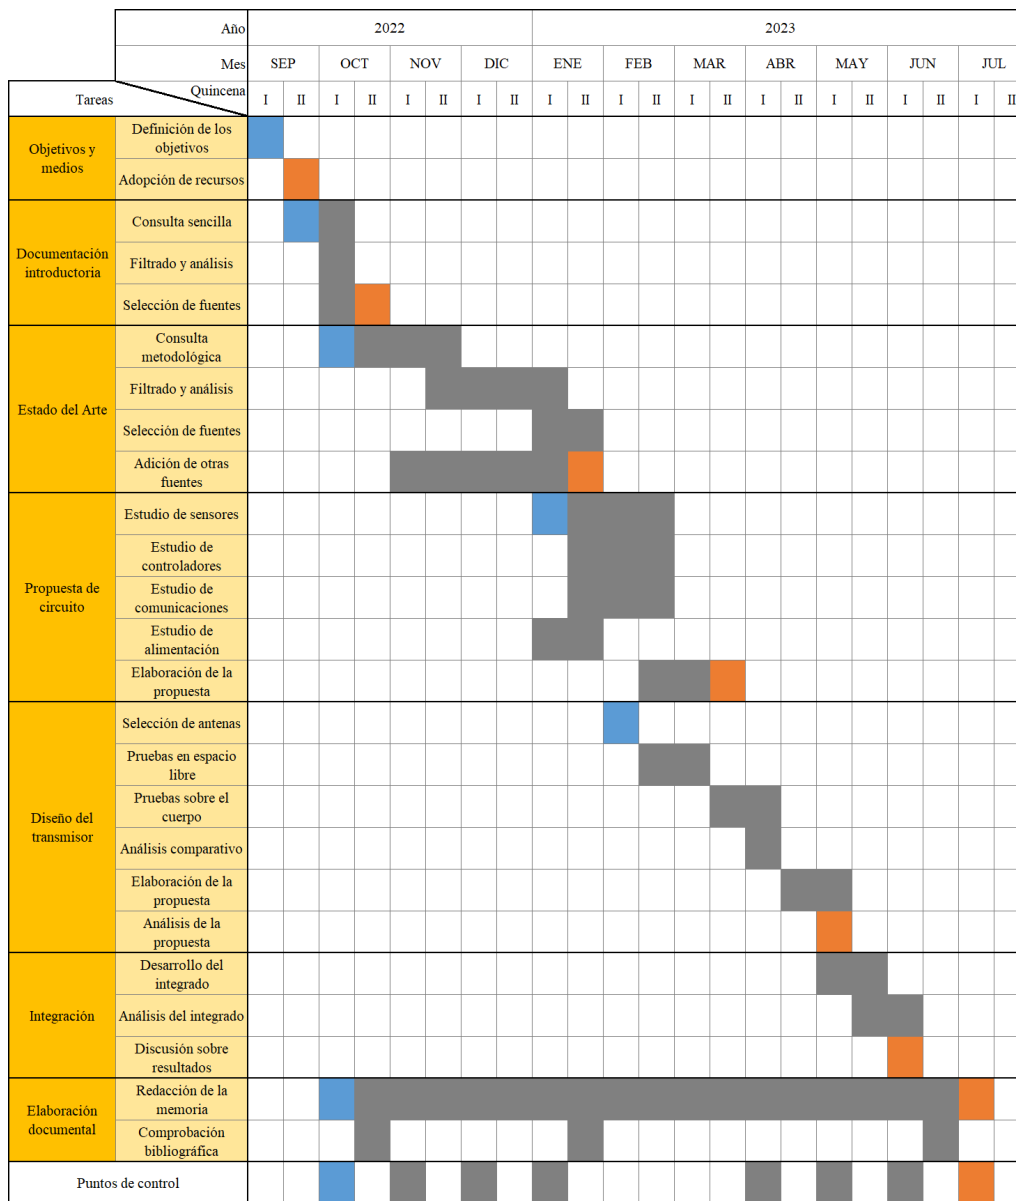 Año 2022 2023
Mes SEP OCT NOV DIC ENE FEB MAR ABR MAY JUN JUL
Quincena
Tareas I II I II I II I II I II I II I II I II I II I II I II
Objetivos y
medios
Definición de los
objetivos
Adopción de recursos
Documentación
introductoria
Consulta sencilla
Filtrado y análisis
Selección de fuentes
Estado del Arte
Consulta
metodológica
Filtrado y análisis
Selección de fuentes
Adición de otras
fuentes
Propuesta de
circuito
Estudio de sensores
Estudio de
controladores
Estudio de
comunicaciones
Estudio de
alimentación
Elaboración de la
propuesta
Diseño del
transmisor
Selección de antenas
Pruebas en espacio
libre
Pruebas sobre el
cuerpo
Análisis comparativo
Elaboración de la
propuesta
Análisis de la
propuesta
Integración
Desarrollo del
integrado
Análisis del integrado
Discusión sobre
resultados
Elaboración
documental
Redacción de la
memoria
Comprobación
bibliográfica
Puntos de control